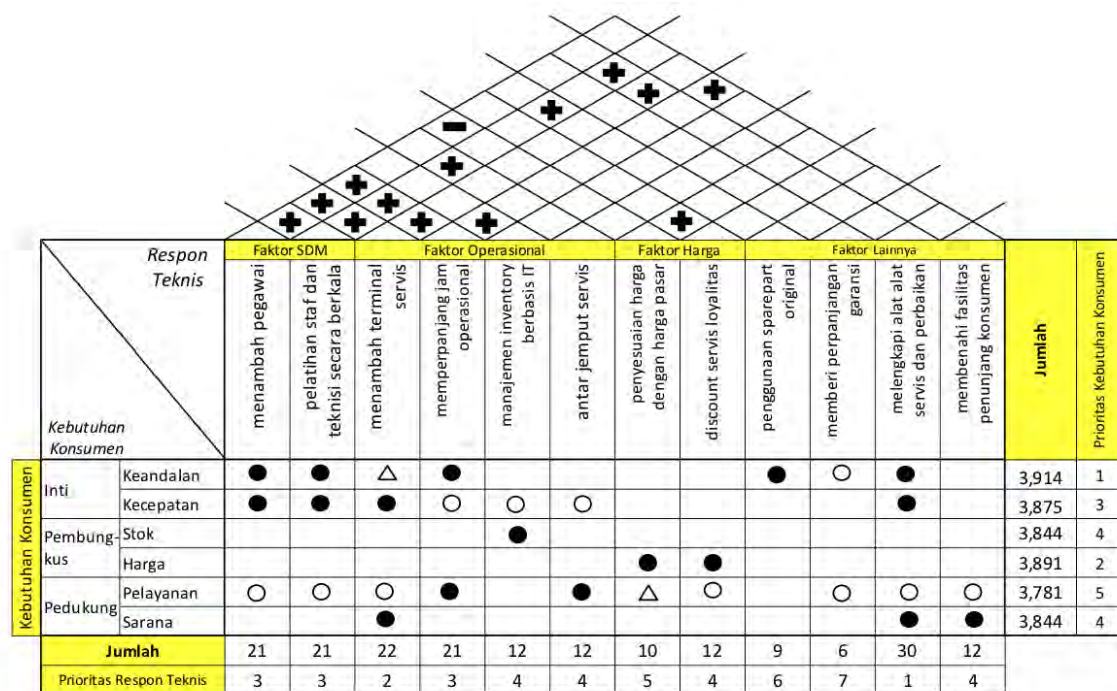 Respon
Teknis
Kebutuhan
Konsumen
Faktor SDM
Faktor Operasional
Faktor Harga
Faktor Lainnya
menambah pegawai
pelatihan staf dan
teknisi secara berkala
menambah terminal
servis
memperpanjang jam
operasional
manajemen inventory
berbasis IT
antar jemput servis
penyesuaian harga
dengan harga pasar
discount servis loyalitas
penggunaan sparepart
original
memberi perpanjangan
garansi
melengkapi alat alat
servis dan perbaikan
membenahi fasilitas
penunjang konsumen
Jumlah
Prioritas Kebutuhan Konsumen
Kebutuhan Konsumen
Inti
Keandalan 3,914 1
Kecepatan 3,875 3
Pembung-
kus
Stok 3,844 4
Harga 3,891 2
Pedukung
Pelayanan 3,781 5
Sarana 3,844 4
Jumlah 21 21 22 21 12 12 10 12 9 6 30 12
Prioritas Respon Teknis 3 3 2 3 4 4 5 4 6 7 1 4